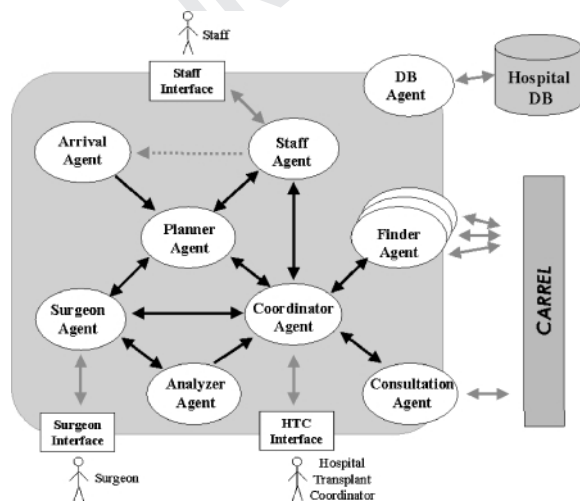 Staff
Staff
Interface
DB
Agent
Hospital
DB
Arrival
Agent
Staff
Agent
Planner
Agent
Finder
Agent
CARREL
Surgeon
Agent
Coordinator
Agent
Analyzer
Agent
Consultation
Agent
Surgeon
Interface
HTC
Interface
Surgeon
Hospital
Transplant
Coordinator